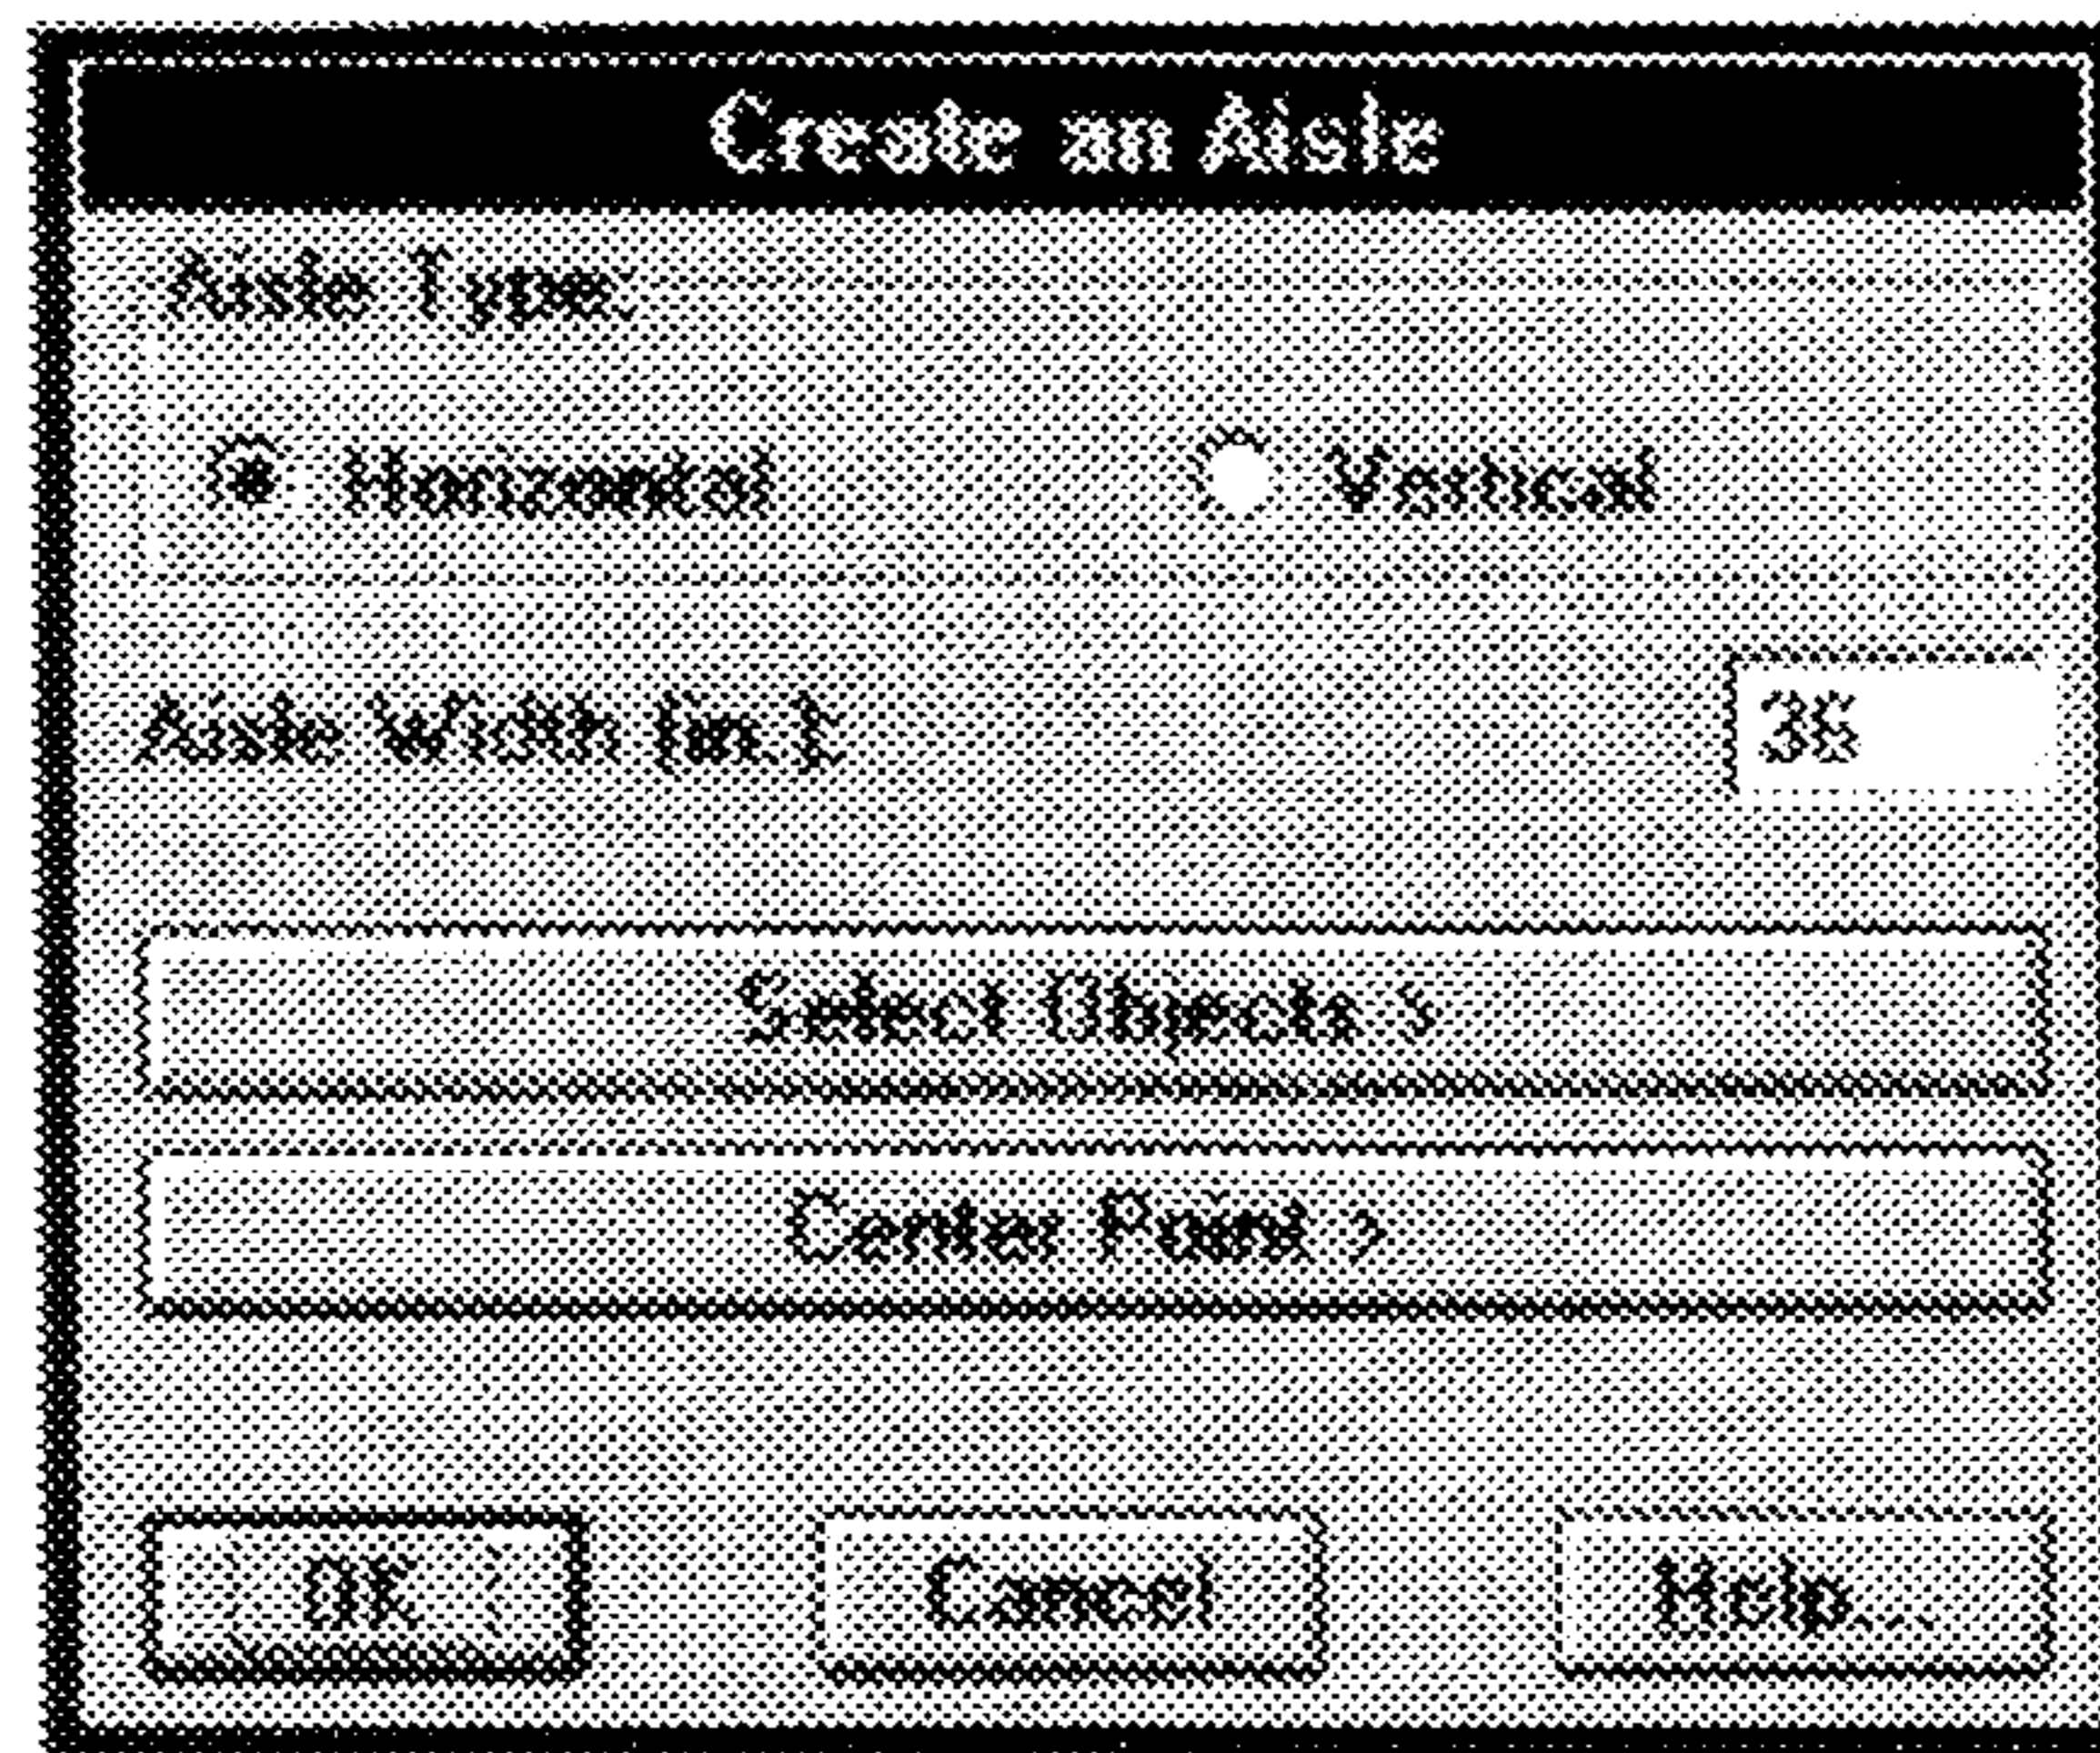 Create an Aisle
Aisle Type:
Horizontal Vertical
Aisle Width (in.): 36
Select Objects >
Center Point >
OK Cancel Help...